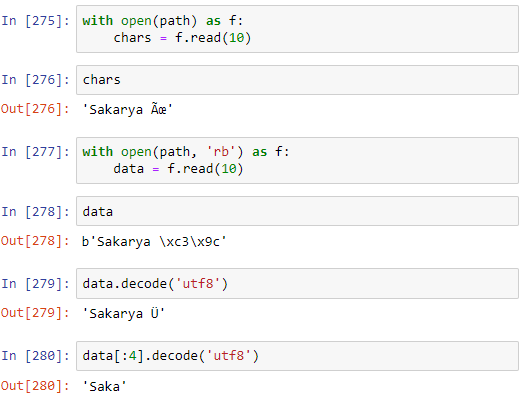 In [275]: with open(path) as f:
    chars = f.read(10)
In [276]: chars
Out[276]: 'Sakarya Ãœ'
In [277]: with open(path, 'rb') as f:
    data = f.read(10)
In [278]: data
Out[278]: b'Sakarya \xc3\x9c'
In [279]: data.decode('utf8')
Out[279]: 'Sakarya Ü'
In [280]: data[:4].decode('utf8')
Out[280]: 'Saka'